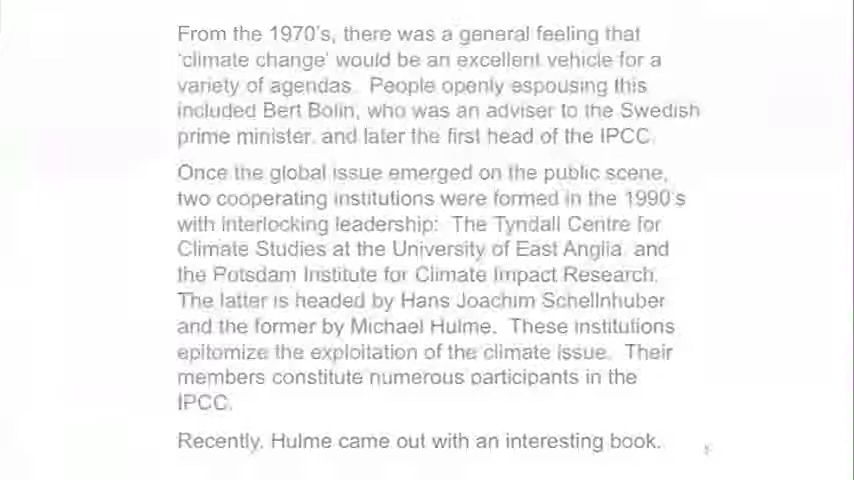 From the 1970's, there was a general feeling that
'climate change' would be an excellent vehicle for a
variety of agendas. People openly espousing this
included Bert Bolin, who was an adviser to the Swedish
prime minister, and later the first head of the IPCC.
Once the global issue emerged on the public scene,
two cooperating institutions were formed in the 1990's
with interlocking leadership: The Tyndall Centre for
Climate Studies at the University of East Anglia, and
the Potsdam Institute for Climate Impact Research.
The latter is headed by Hans Joachim Schellnhuber
and the former by Michael Hulme. These institutions
epitomize the exploitation of the climate issue. Their
members constitute numerous participants in the
IPCC.
Recently, Hulme came out with an interesting book.